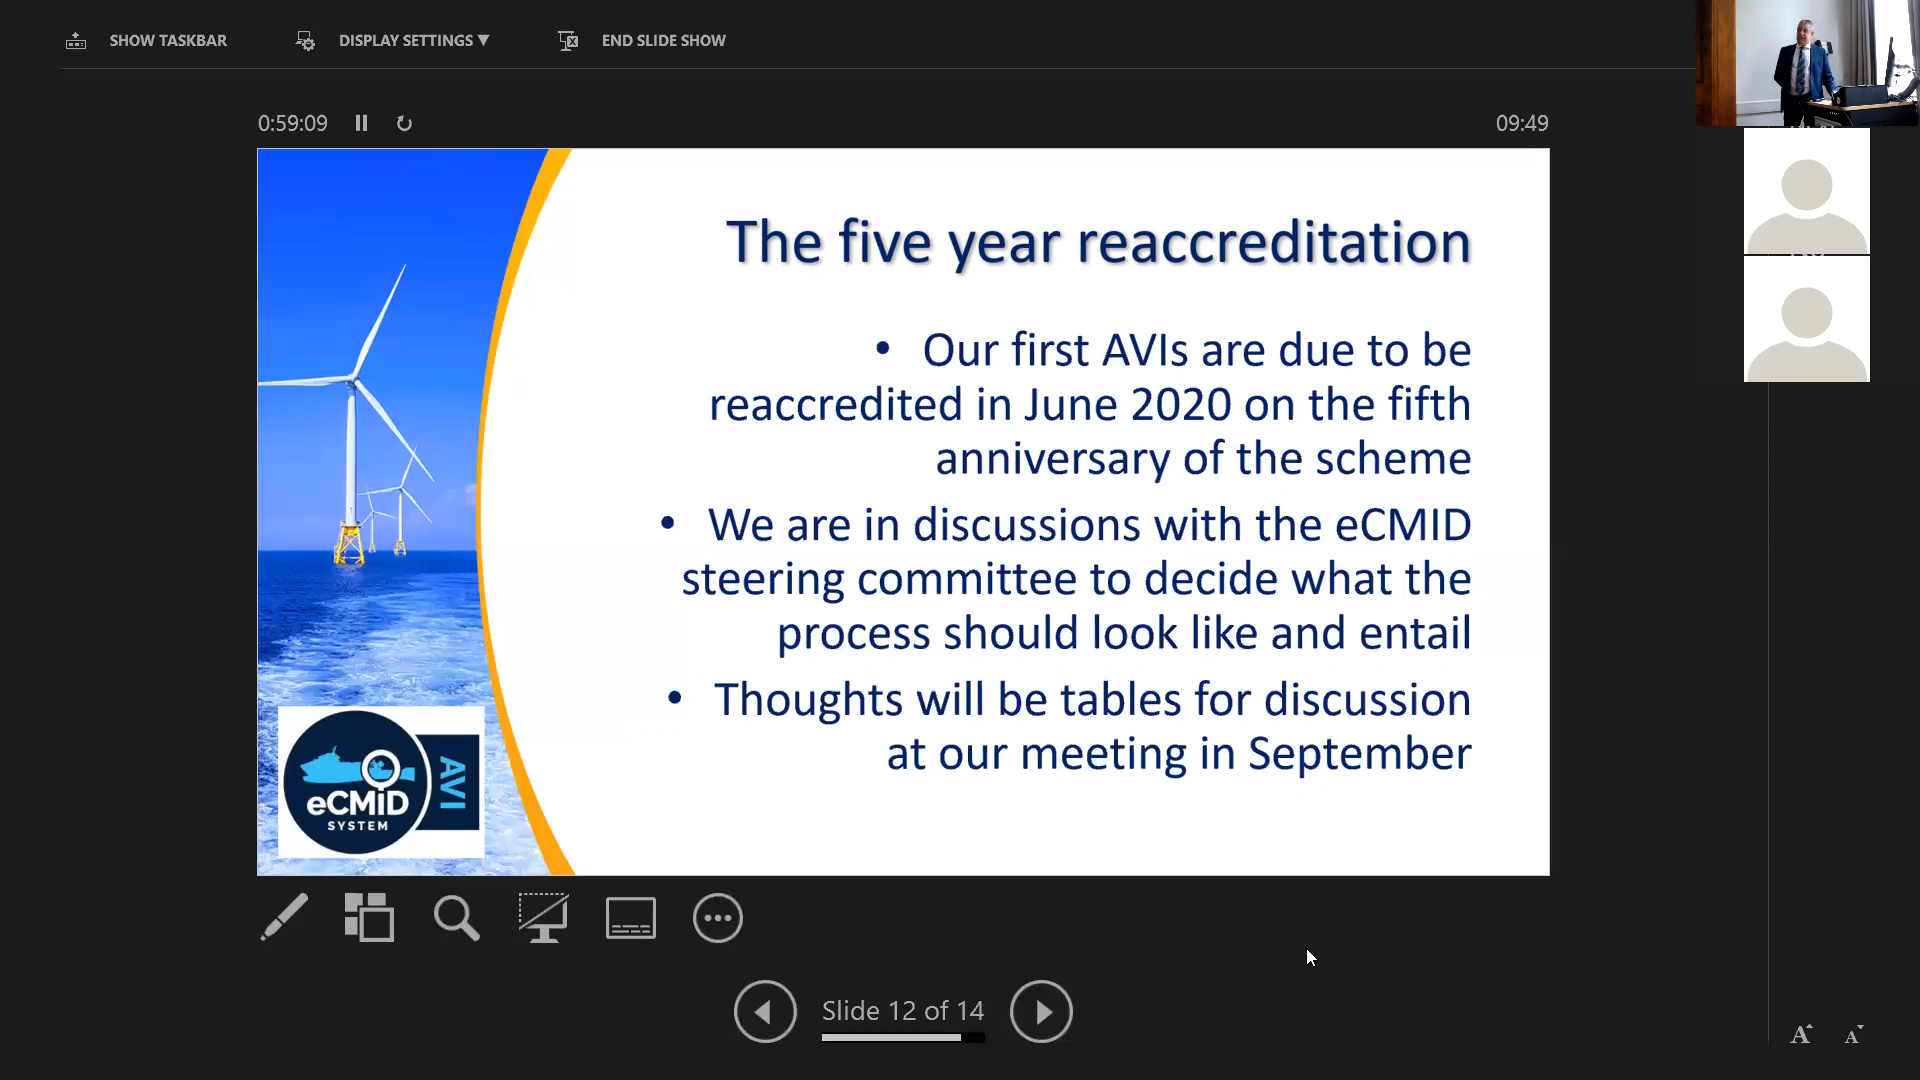 SHOW TASKBAR
DISPLAY SETTINGS ▼
END SLIDE SHOW
0:59:09
09:49
The five year reaccreditation
• Our first AVIs are due to be
reaccredited in June 2020 on the fifth
anniversary of the scheme
• We are in discussions with the eCMID
steering committee to decide what the
process should look like and entail
• Thoughts will be tables for discussion
at our meeting in September
eCMID
SYSTEM
AVI
Slide 12 of 14
A A